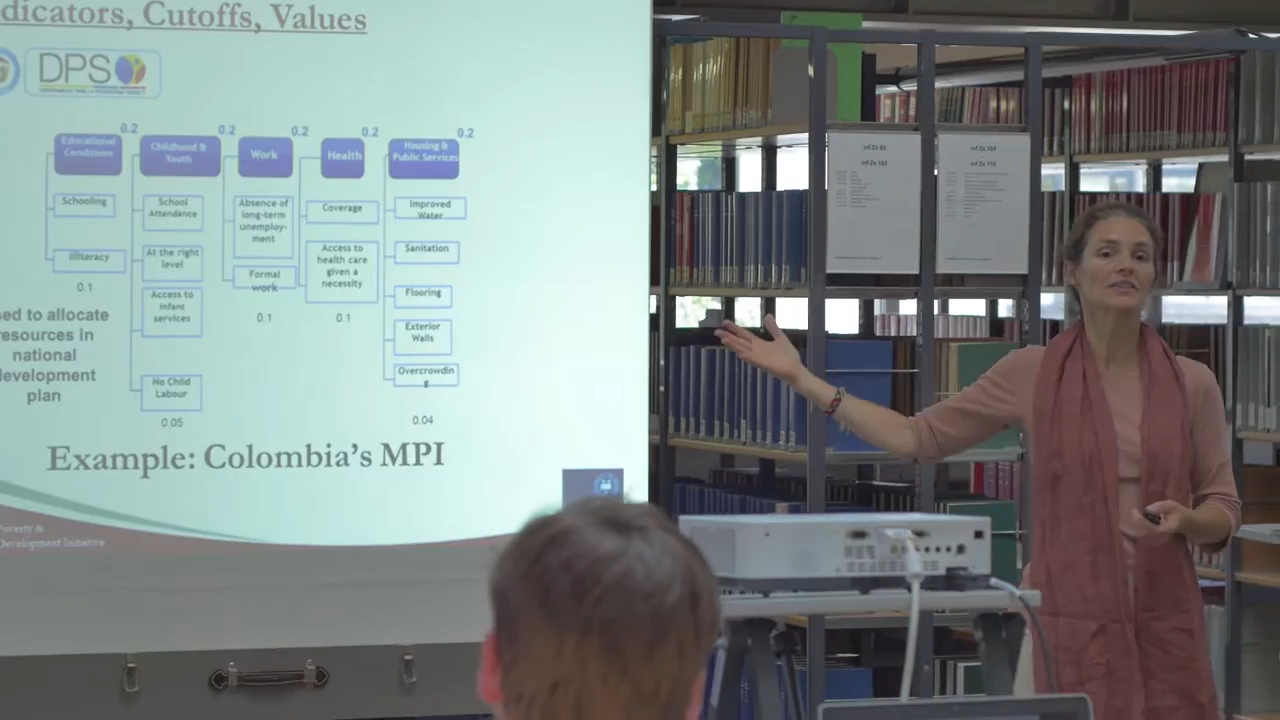 dicators, Cutoffs, Values
DPS
0.2
0.2
0.2
0.2
0.2
Educational
Conditions
Childhood &
Youth
Work
Health
Housing &
Public Services
Schooling
Illiteracy
0.1
School
Attendance
At the right
level
Access to
infant
services
No Child
Labour
0.05
Absence of
long-term
unemploy-
ment
Formal
work
0.1
Coverage
Access to
health care
given a
necessity
0.1
Improved
Water
Sanitation
Flooring
Exterior
Walls
Overcrowdin
g
0.04
sed to allocate
resources in
national
development
plan
Example: Colombia's MPI
Poverty &
Development Initiative